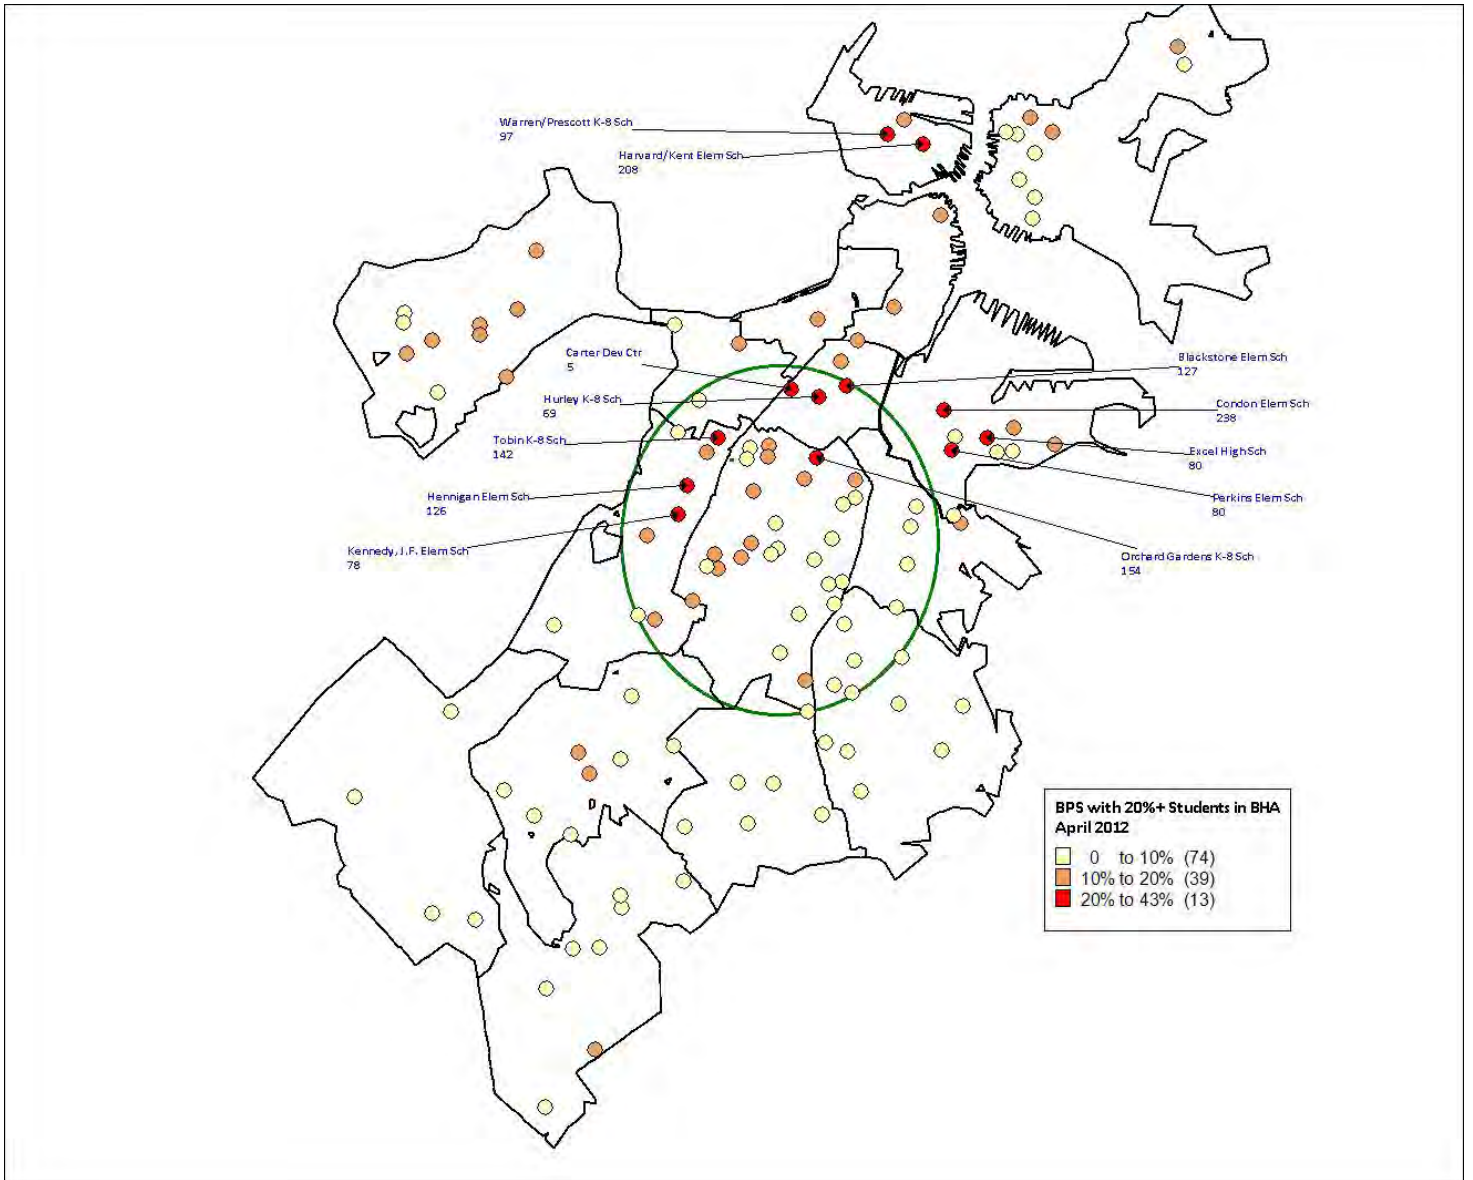 Warren/Prescott K-8 Sch
97
Harvard/Kent Elem Sch
208
Carter Dev Ctr
5
Blackstone Elem Sch
127
Hurley K-8 Sch
69
Condon Elem Sch
238
Tobin K-8 Sch
142
Excel High Sch
80
Hennigan Elem Sch
126
Perkins Elem Sch
80
Kennedy, J.F. Elem Sch
78
Orchard Gardens K-8 Sch
154
BPS with 20%+ Students in BHA
April 2012
0 to 10% (74)
10% to 20% (39)
20% to 43% (13)